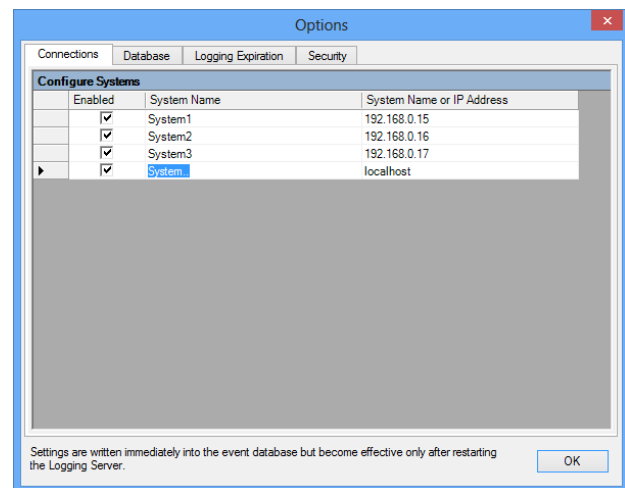 Options
Connections Database Logging Expiration Security
Configure Systems
Enabled System Name System Name or IP Address
System1 192.168.0.15
System2 192.168.0.16
System3 192.168.0.17
System... localhost
Settings are written immediately into the event database but become effective only after restarting
the Logging Server.
OK